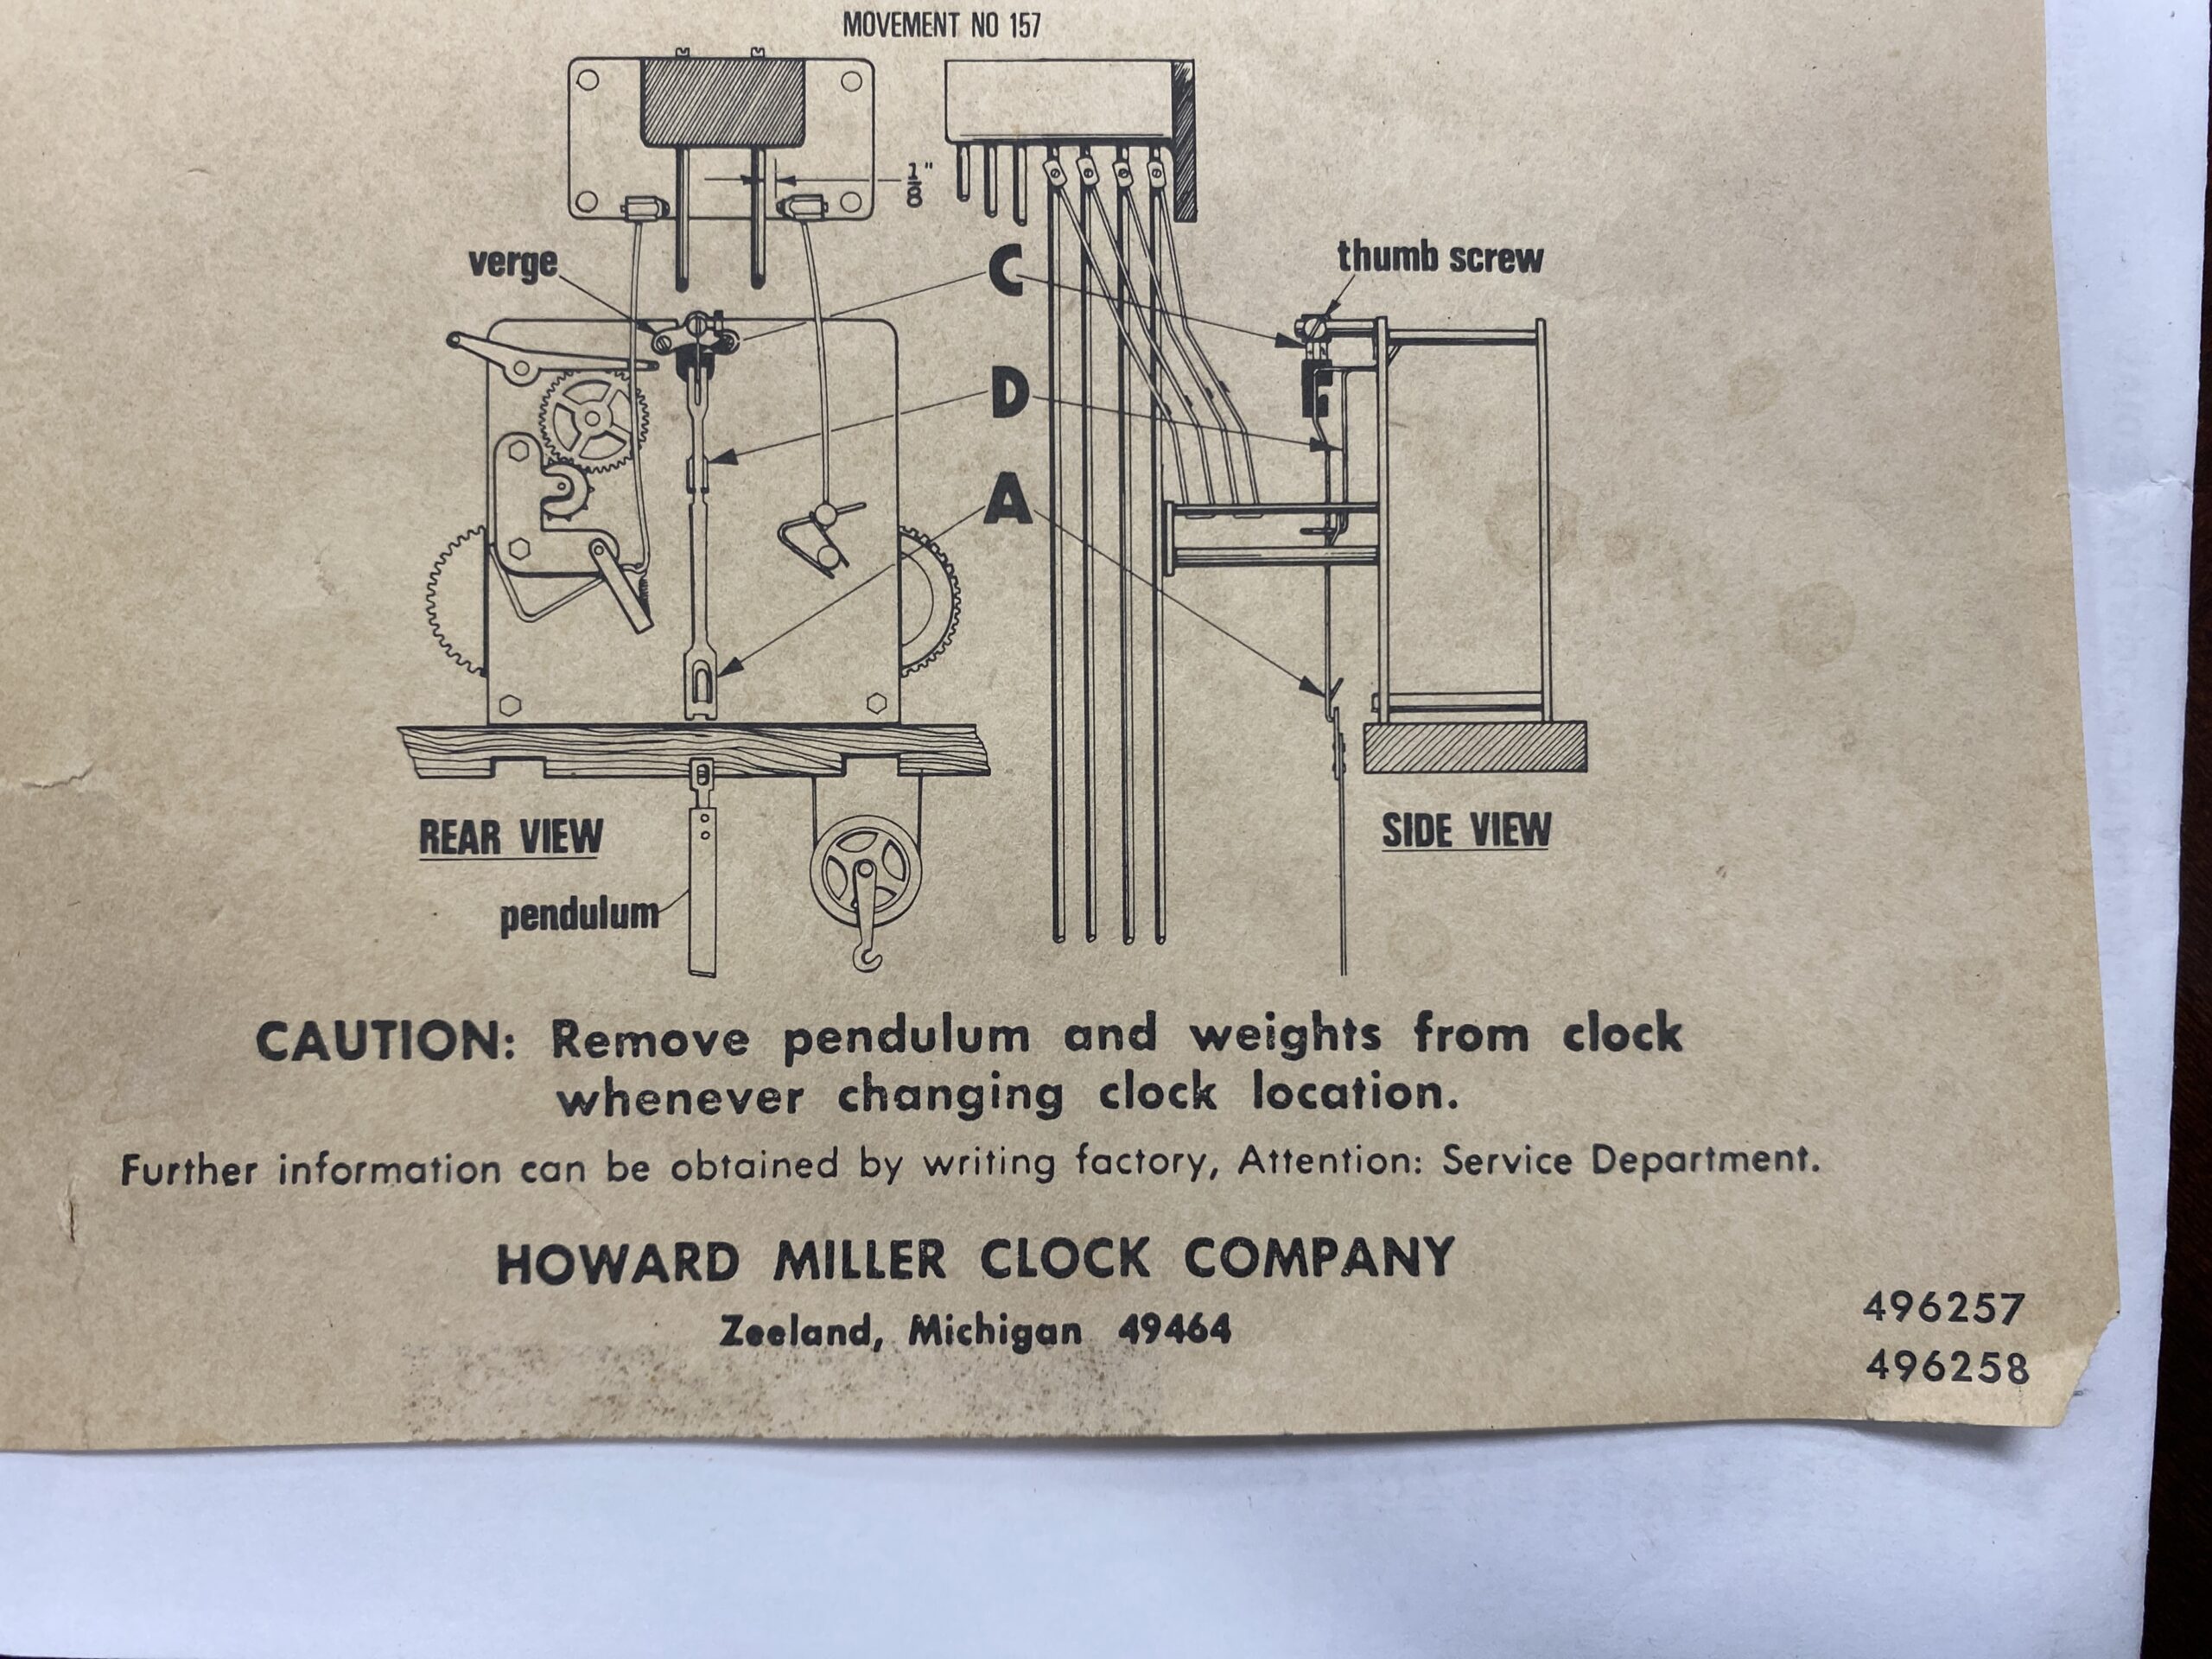 MOVEMENT NO 157
1/8"
verge
C
thumb screw
D
A
REAR VIEW
SIDE VIEW
pendulum
CAUTION: Remove pendulum and weights from clock
whenever changing clock location.
Further information can be obtained by writing factory, Attention: Service Department.
HOWARD MILLER CLOCK COMPANY
Zeeland, Michigan 49464
496257
496258